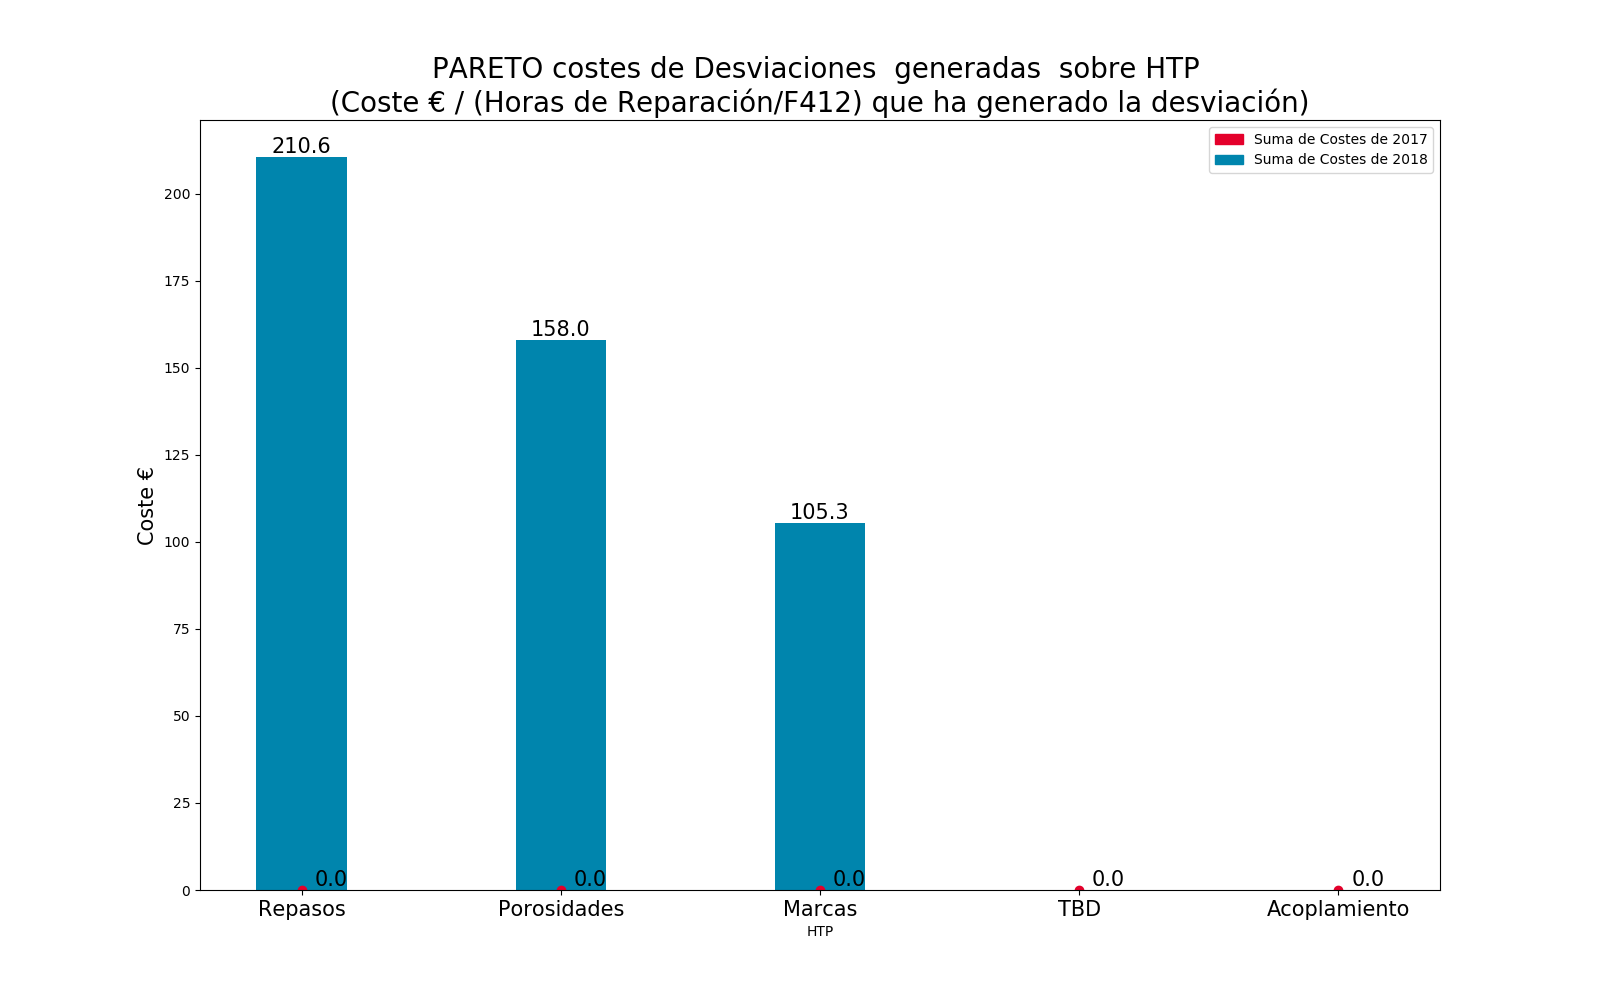 PARETO costes de Desviaciones  generadas  sobre HTP
(Coste € / (Horas de Reparación/F412) que ha generado la desviación)
Suma de Costes de 2017
Suma de Costes de 2018
Coste €
200
175
150
125
100
75
50
25
0
210.6
158.0
105.3
0.0
0.0
0.0
0.0
0.0
Repasos
Porosidades
Marcas
TBD
Acoplamiento
HTP